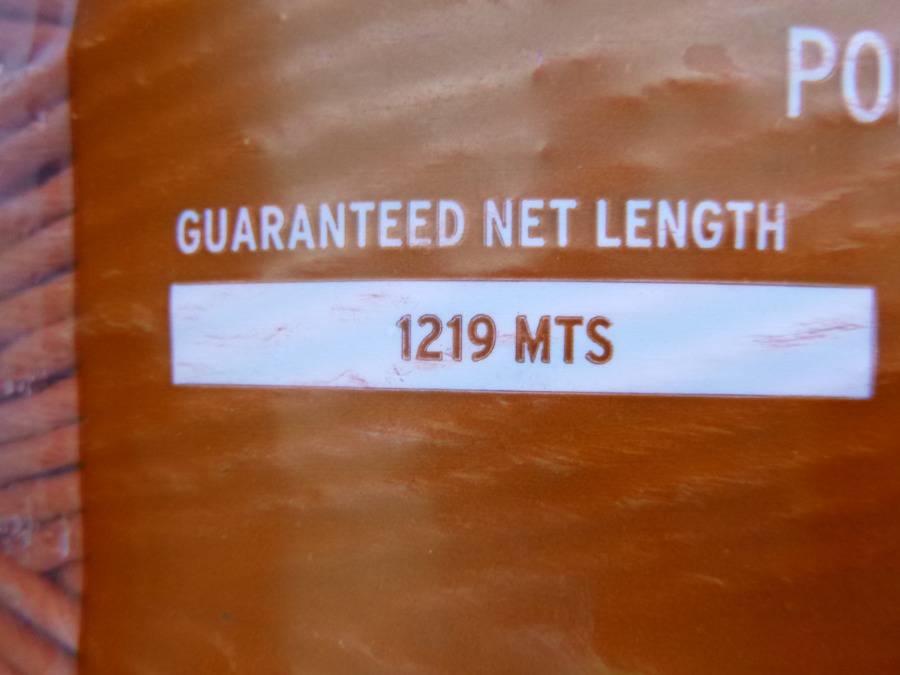 GUARANTEED NET LENGTH
1219 MTS